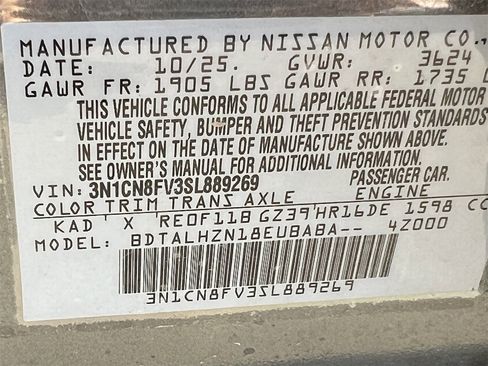 MANUFACTURED BY NISSAN MOTOR CO.,
DATE: 10/25. GVWR: 3624
GAWR FR: 1905 LBS GAWR RR: 1735 L
THIS VEHICLE CONFORMS TO ALL APPLICABLE FEDERAL MOTOR
VEHICLE SAFETY, BUMPER AND THEFT PREVENTION STANDARDS
IN EFFECT ON THE DATE OF MANUFACTURE SHOWN ABOVE.
SEE OWNER'S MANUAL FOR ADDITIONAL INFORMATION.
VIN: 3N1CN8FV3SL889269 PASSENGER CAR.
COLOR TRIM TRANS AXLE ENGINE
KAD X RE0F11B GZ39 HR16DE 1598 CC
MODEL: BDTALHZN18EUBABA-- 4Z000
3N1CN8FV3SL889269